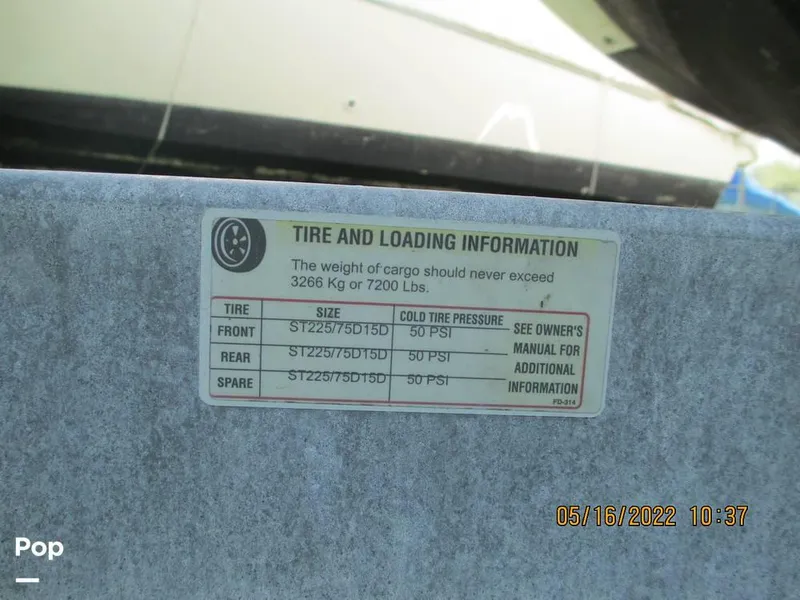 TIRE AND LOADING INFORMATION
The weight of cargo should never exceed
3266 Kg or 7200 Lbs.
TIRE SIZE COLD TIRE PRESSURE SEE OWNER'S
FRONT ST225/75D15D 50 PSI MANUAL FOR
REAR ST225/75D15D 50 PSI ADDITIONAL
SPARE ST225/75D15D 50 PSI INFORMATION
FD-314
05/16/2022 10:37
Pop